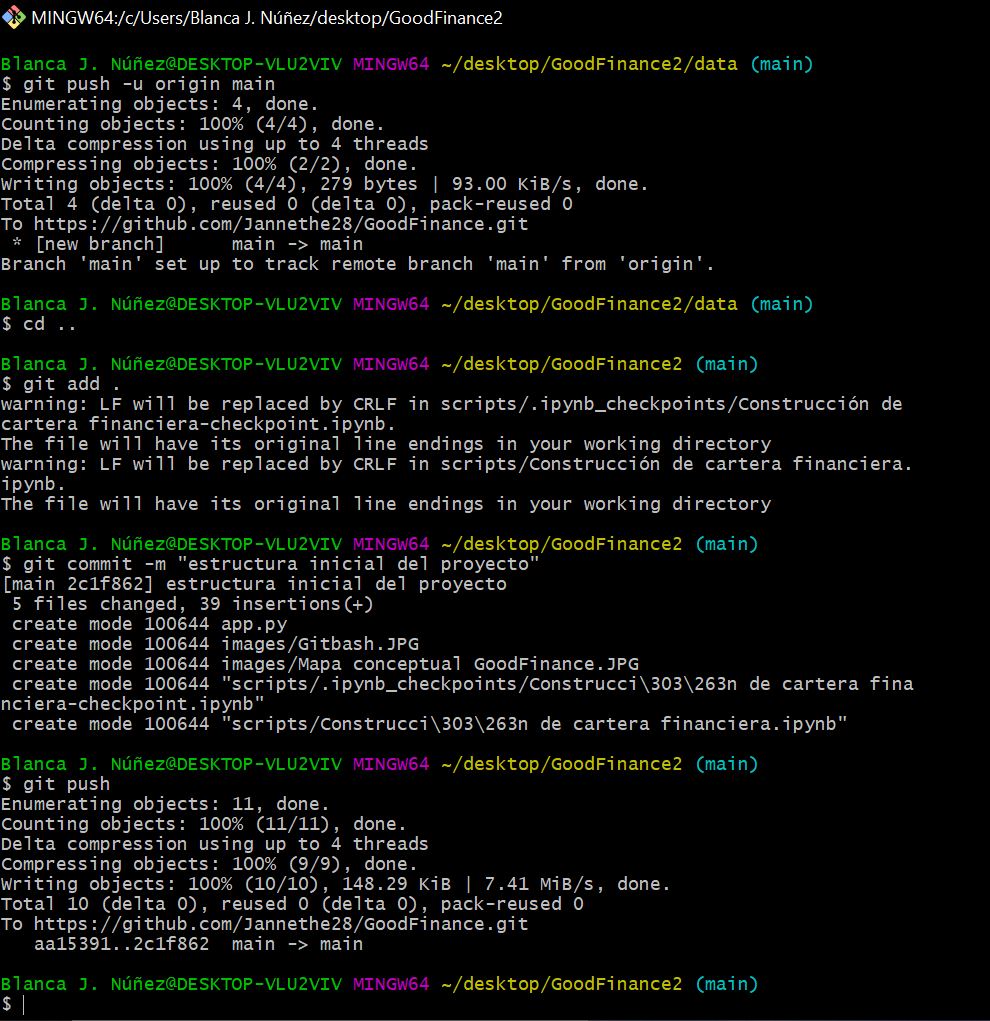 MINGW64:/c/Users/Blanca J. Núñez/desktop/GoodFinance2
Blanca J. Núñez@DESKTOP-VLU2VIV MINGW64 ~/desktop/GoodFinance2/data (main)
$ git push -u origin main
Enumerating objects: 4, done.
Counting objects: 100% (4/4), done.
Delta compression using up to 4 threads
Compressing objects: 100% (2/2), done.
Writing objects: 100% (4/4), 279 bytes | 93.00 KiB/s, done.
Total 4 (delta 0), reused 0 (delta 0), pack-reused 0
To https://github.com/Jannethe28/GoodFinance.git
 * [new branch]      main -> main
Branch 'main' set up to track remote branch 'main' from 'origin'.
Blanca J. Núñez@DESKTOP-VLU2VIV MINGW64 ~/desktop/GoodFinance2/data (main)
$ cd ..
Blanca J. Núñez@DESKTOP-VLU2VIV MINGW64 ~/desktop/GoodFinance2 (main)
$ git add .
warning: LF will be replaced by CRLF in scripts/.ipynb_checkpoints/Construcción de
cartera financiera-checkpoint.ipynb.
The file will have its original line endings in your working directory
warning: LF will be replaced by CRLF in scripts/Construcción de cartera financiera.
ipynb.
The file will have its original line endings in your working directory
Blanca J. Núñez@DESKTOP-VLU2VIV MINGW64 ~/desktop/GoodFinance2 (main)
$ git commit -m "estructura inicial del proyecto"
[main 2c1f862] estructura inicial del proyecto
 5 files changed, 39 insertions(+)
 create mode 100644 app.py
 create mode 100644 images/Gitbash.JPG
 create mode 100644 images/Mapa conceptual GoodFinance.JPG
 create mode 100644 "scripts/.ipynb_checkpoints/Construcci\303\263n de cartera fina
nciera-checkpoint.ipynb"
 create mode 100644 "scripts/Construcci\303\263n de cartera financiera.ipynb"
Blanca J. Núñez@DESKTOP-VLU2VIV MINGW64 ~/desktop/GoodFinance2 (main)
$ git push
Enumerating objects: 11, done.
Counting objects: 100% (11/11), done.
Delta compression using up to 4 threads
Compressing objects: 100% (9/9), done.
Writing objects: 100% (10/10), 148.29 KiB | 7.41 MiB/s, done.
Total 10 (delta 0), reused 0 (delta 0), pack-reused 0
To https://github.com/Jannethe28/GoodFinance.git
   aa15391..2c1f862  main -> main
Blanca J. Núñez@DESKTOP-VLU2VIV MINGW64 ~/desktop/GoodFinance2 (main)
$